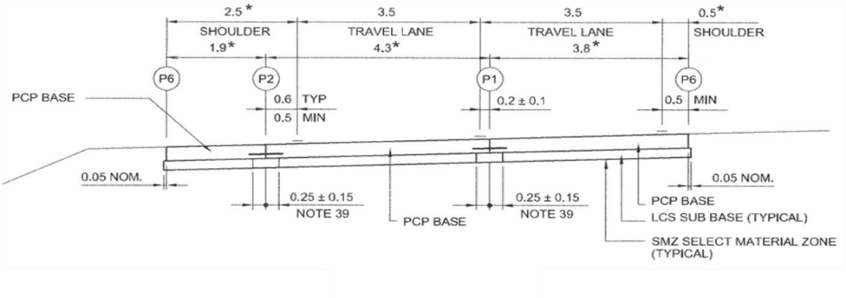 2.5*
3.5
3.5
0.5*
SHOULDER
TRAVEL LANE
TRAVEL LANE
SHOULDER
1.9*
4.3*
3.8*
P6
P2
P1
P6
PCP BASE
0.6 TYP
0.5 MIN
0.2 ± 0.1
0.5 MIN
0.05 NOM.
0.25 ± 0.15
NOTE 39
PCP BASE
0.25 ± 0.15
NOTE 39
0.05 NOM.
PCP BASE
LCS SUB BASE (TYPICAL)
SMZ SELECT MATERIAL ZONE
(TYPICAL)